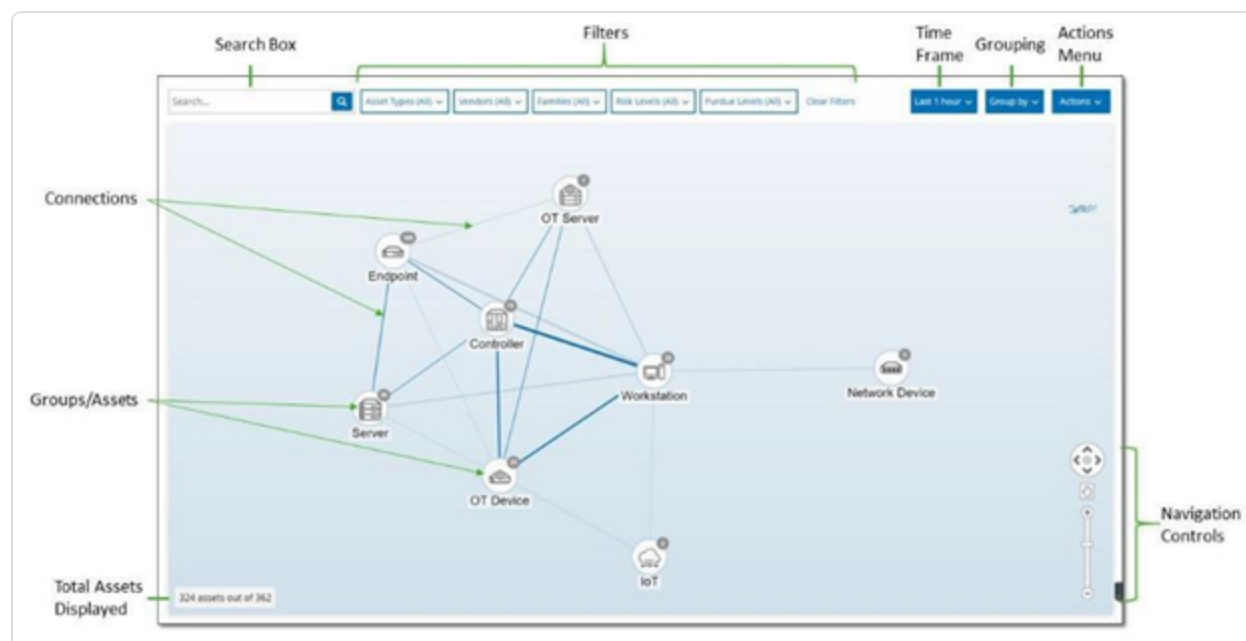 Search Box
Filters
Time
Frame
Grouping
Actions
Menu
Search...
Asset Types (All)
Vendors (All)
Families (All)
Risk Levels (All)
Purdue Levels (All)
Clear Filters
Last 1 hour
Group by
Actions
Connections
OT Server
Endpoint
Controller
Workstation
Network Device
Groups/Assets
Server
OT Device
IoT
Navigation
Controls
Total Assets
Displayed
324 assets out of 362